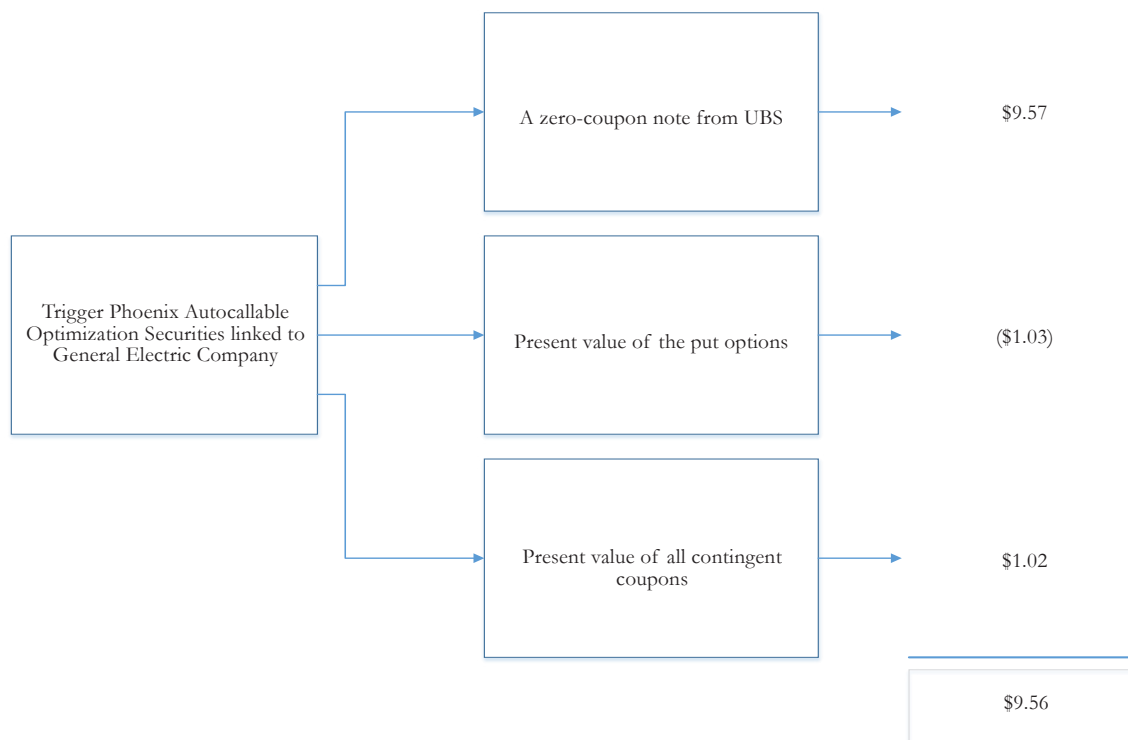 A zero-coupon note from UBS
$9.57
Trigger Phoenix Autocallable
Optimization Securities linked to
General Electric Company
Present value of the put options
($1.03)
Present value of all contingent
coupons
$1.02
$9.56